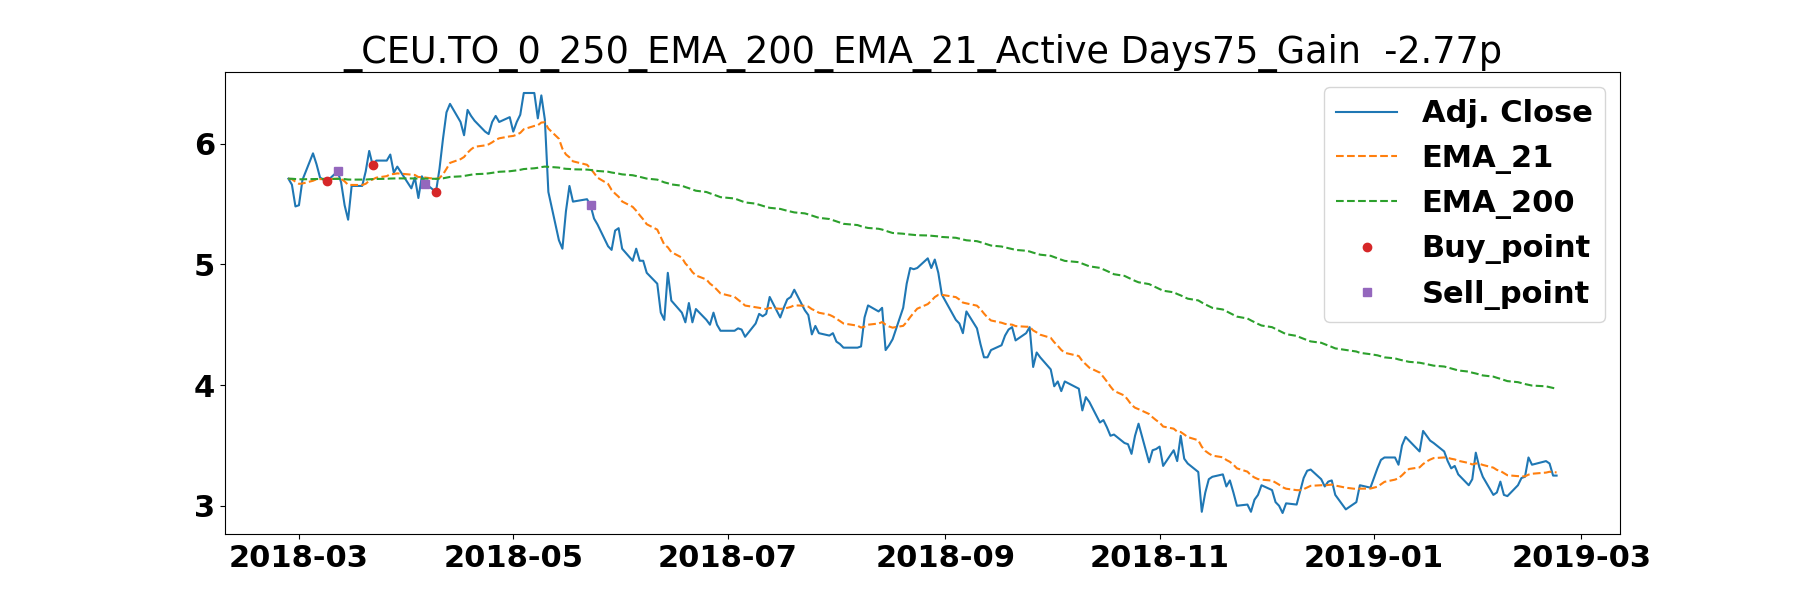 _CEU.TO_0_250_EMA_200_EMA_21_Active Days75_Gain  -2.77p
Adj. Close
EMA_21
EMA_200
Buy_point
Sell_point
6
5
4
3
2018-03 2018-05 2018-07 2018-09 2018-11 2019-01 2019-03